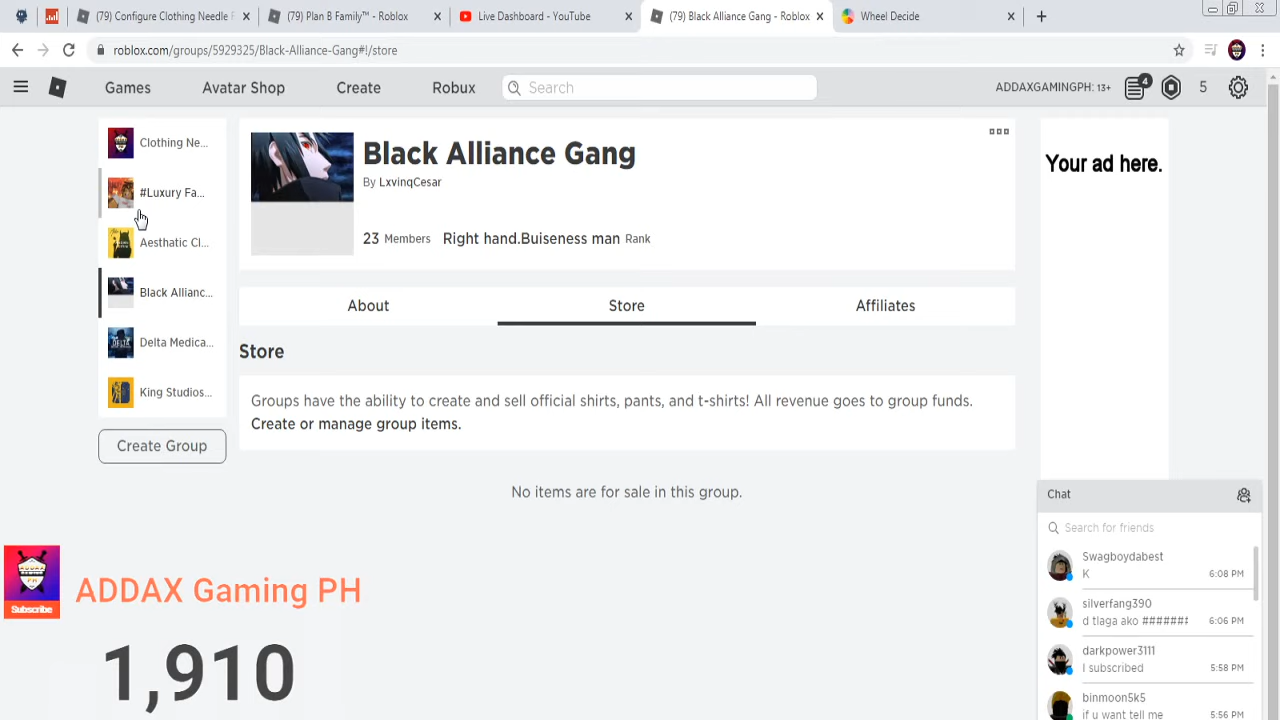 (79) Configure Clothing Needle F
(79) Plan B Family™ - Roblox
Live Dashboard - YouTube
(79) Black Alliance Gang - Roblox
Wheel Decide
roblox.com/groups/5929325/Black-Alliance-Gang#!/store
Games
Avatar Shop
Create
Robux
Search
ADDAXGAMINGPH: 13+
4
5
Clothing Ne...
#Luxury Fa...
Aesthatic Cl...
Black Allianc...
Delta Medica...
King Studios...
Create Group
Black Alliance Gang
By LxvinqCesar
23 Members Right hand.Buiseness man Rank
About
Store
Affiliates
Store
Groups have the ability to create and sell official shirts, pants, and t-shirts! All revenue goes to group funds.
Create or manage group items.
No items are for sale in this group.
Your ad here.
Chat
Search for friends
Swagboydabest
K 6:08 PM
silverfang390
d tlaga ako ####### 6:06 PM
darkpower3111
I subscribed 5:58 PM
binmoon5k5
if u want tell me 5:56 PM
Subscribe
ADDAX Gaming PH
1,910